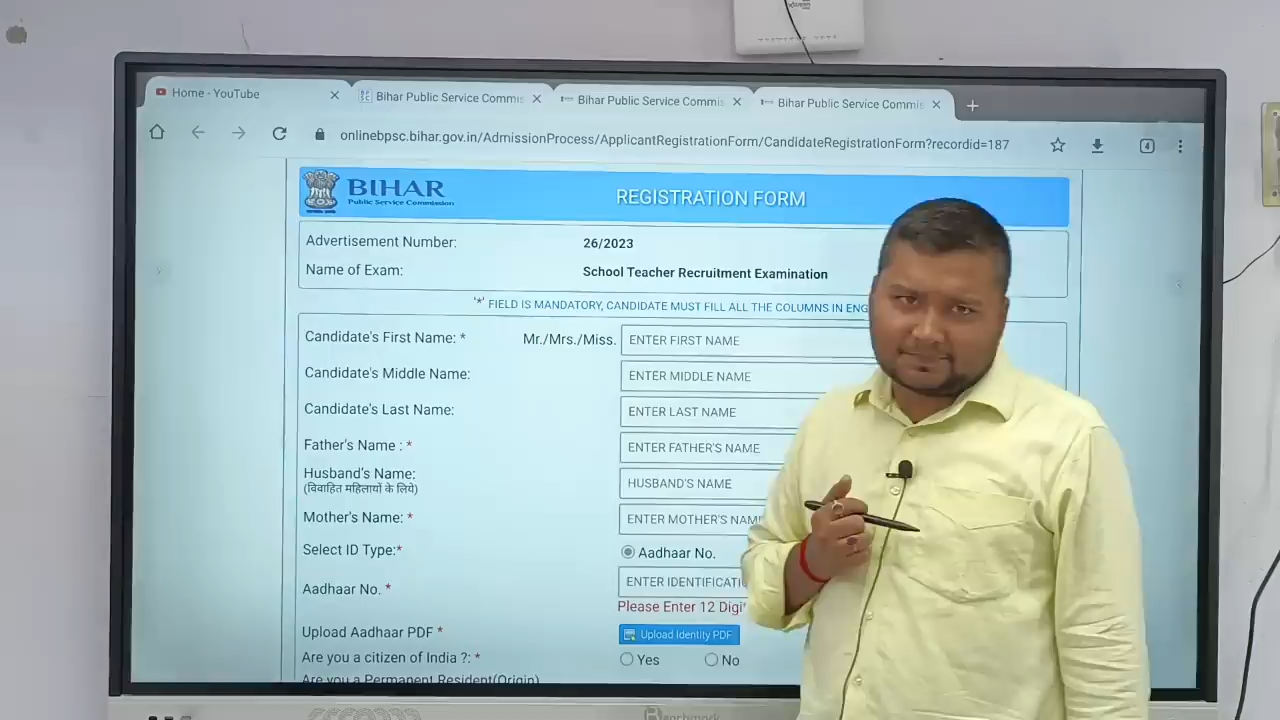 Home - YouTube
Bihar Public Service Commis
Bihar Public Service Commis
Bihar Public Service Commis
onlinebpsc.bihar.gov.in/AdmissionProcess/ApplicantRegistrationForm/CandidateRegistrationForm?recordid=187
4
BIHAR
Public Service Commission
REGISTRATION FORM
Advertisement Number: 26/2023
Name of Exam: School Teacher Recruitment Examination
'*' FIELD IS MANDATORY, CANDIDATE MUST FILL ALL THE COLUMNS IN ENG
Candidate's First Name: * Mr./Mrs./Miss. ENTER FIRST NAME
Candidate's Middle Name: ENTER MIDDLE NAME
Candidate's Last Name: ENTER LAST NAME
Father's Name : * ENTER FATHER'S NAME
Husband's Name: HUSBAND'S NAME
(विवाहित महिलायों के लिये)
Mother's Name: * ENTER MOTHER'S NAME
Select ID Type:* Aadhaar No.
Aadhaar No. * ENTER IDENTIFICATI
Please Enter 12 Digi
Upload Aadhaar PDF * Upload Identity PDF
Are you a citizen of India ?: * Yes No
Are you a Permanent Resident(Origin)